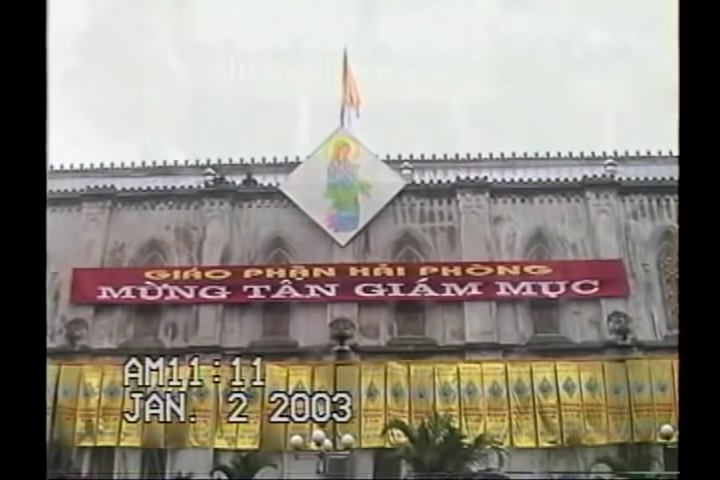 GIÁO PHẬN HẢI PHÒNG
MỪNG TÂN GIÁM MỤC
AM11:11
JAN. 2 2003